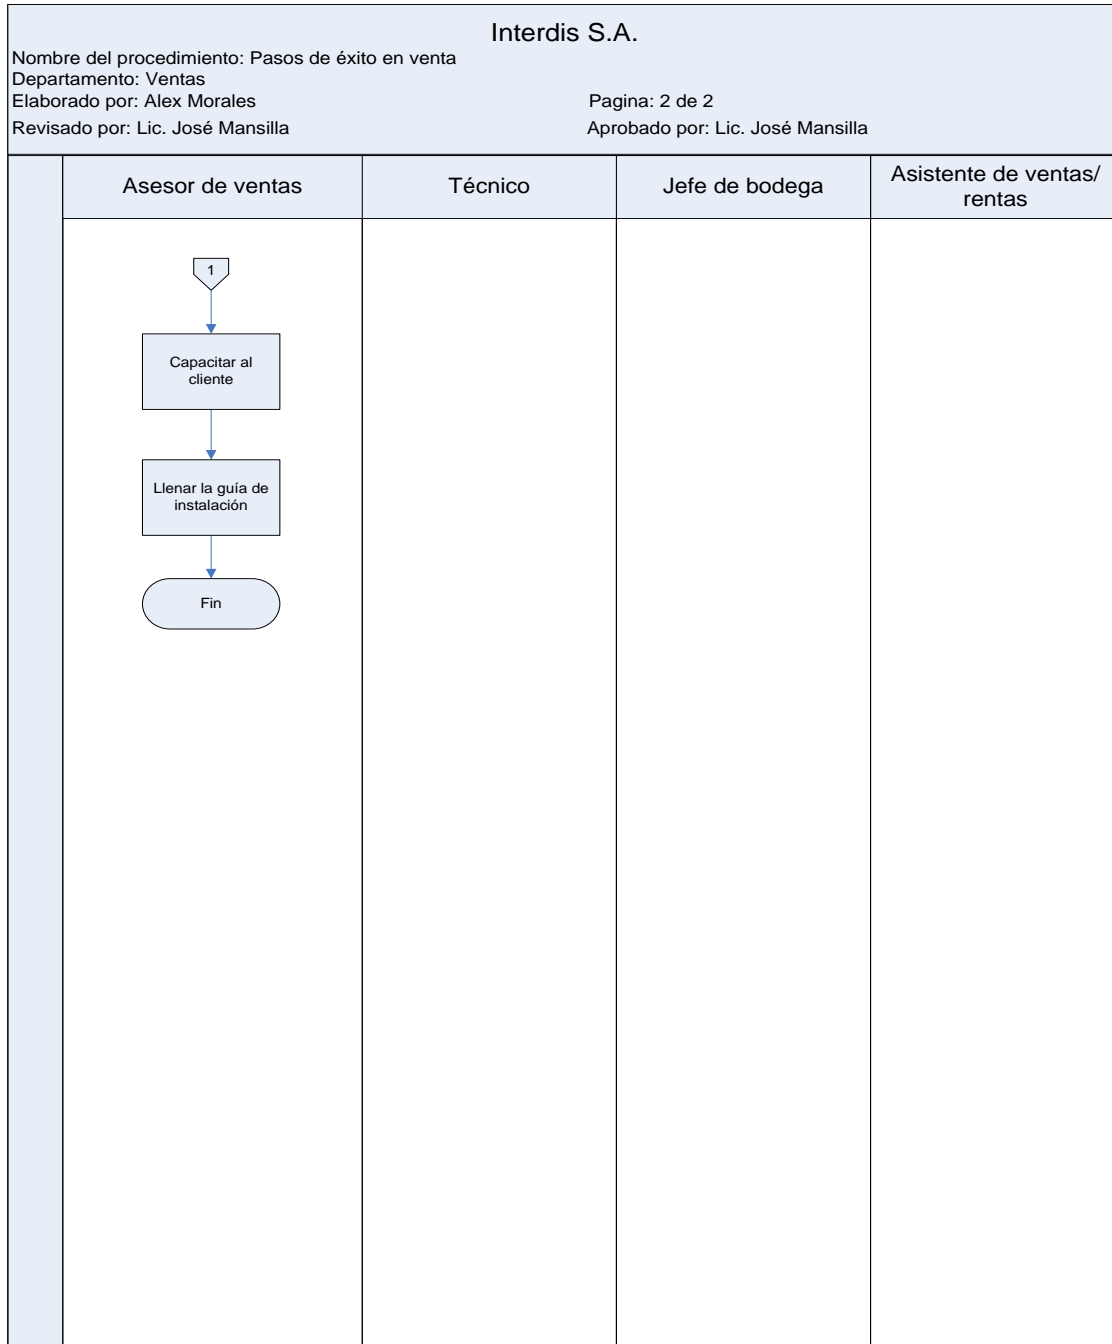 Interdis S.A.
Nombre del procedimiento: Pasos de éxito en venta
Departamento: Ventas
Elaborado por: Alex Morales
Pagina: 2 de 2
Revisado por: Lic. José Mansilla
Aprobado por: Lic. José Mansilla
Asesor de ventas
Técnico
Jefe de bodega
Asistente de ventas/
rentas
1
Capacitar al
cliente
Llenar la guía de
instalación
Fin